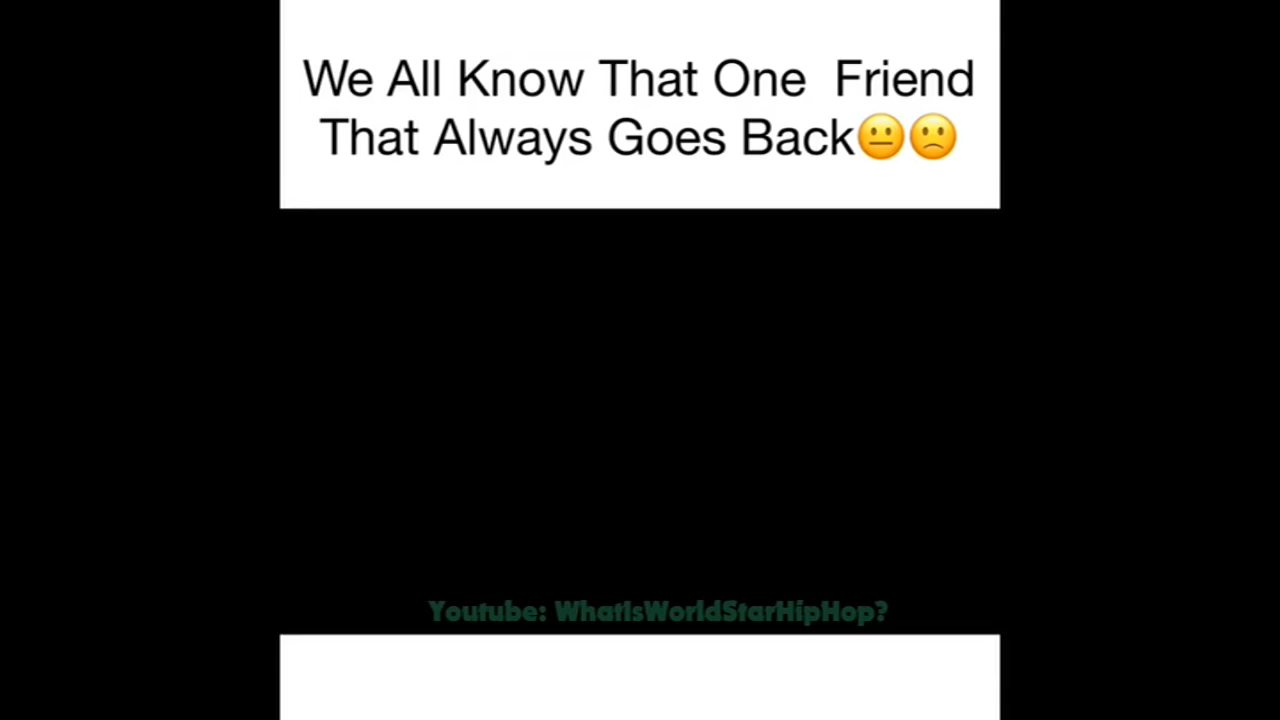 We All Know That One  Friend
That Always Goes Back😐🙁
Youtube: WhatIsWorldStarHipHop?